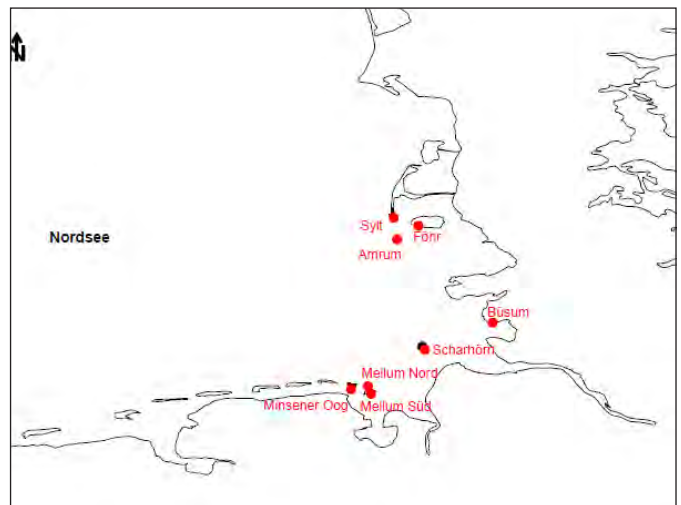 N
Sylt
Föhr
Amrum
Nordsee
Büsum
Scharhörn
Mellum Nord
Minsener Oog
Mellum Süd